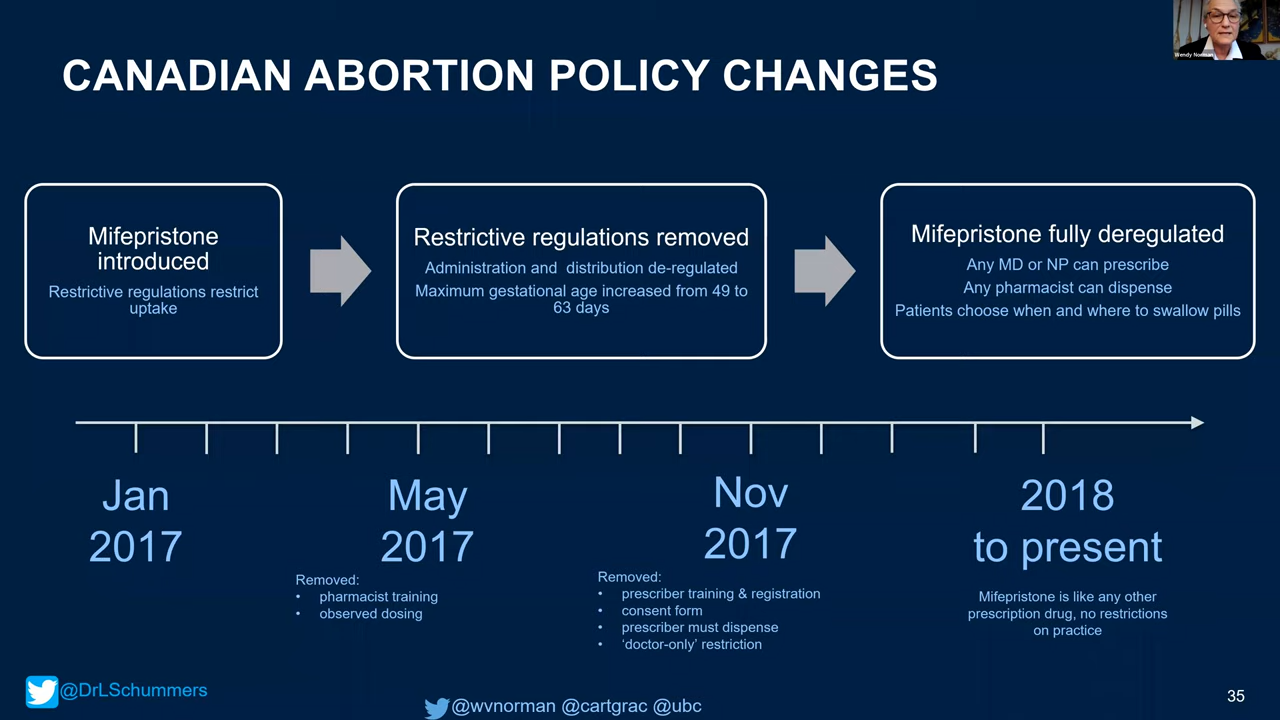 Wendy Norman
CANADIAN ABORTION POLICY CHANGES
Mifepristone
introduced
Restrictive regulations restrict
uptake
Restrictive regulations removed
Administration and distribution de-regulated
Maximum gestational age increased from 49 to
63 days
Mifepristone fully deregulated
Any MD or NP can prescribe
Any pharmacist can dispense
Patients choose when and where to swallow pills
Jan
2017
May
2017
Removed:
• pharmacist training
• observed dosing
Nov
2017
Removed:
• prescriber training & registration
• consent form
• prescriber must dispense
• ‘doctor-only’ restriction
2018
to present
Mifepristone is like any other
prescription drug, no restrictions
on practice
@DrLSchummers
@wvnorman @cartgrac @ubc
35